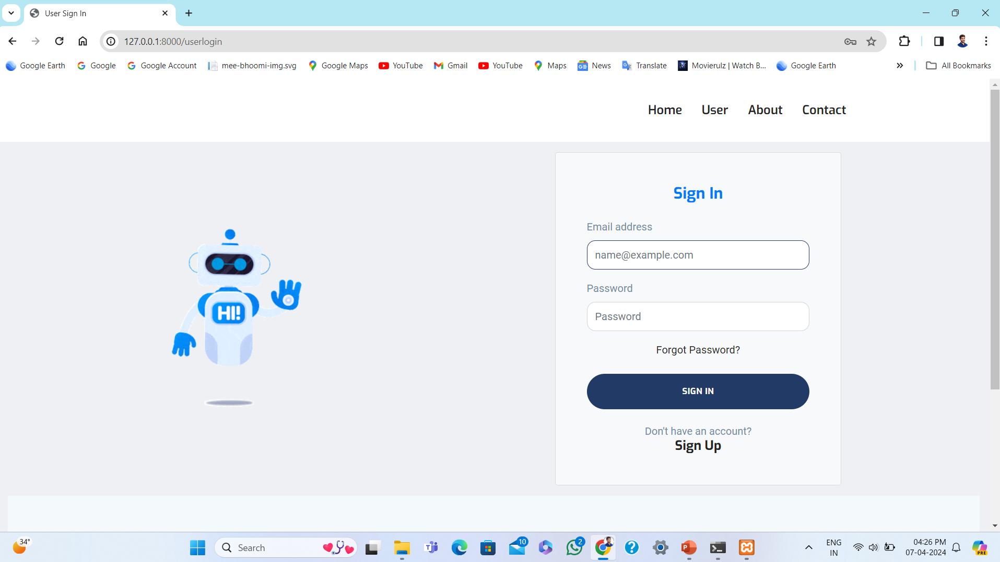 User Sign In
127.0.0.1:8000/userlogin
Google Earth Google Google Account mee-bhoomi-img.svg Google Maps YouTube Gmail YouTube Maps News Translate Movierulz | Watch B... Google Earth All Bookmarks
Home User About Contact
Sign In
Email address
name@example.com
Password
Password
Forgot Password?
SIGN IN
Don't have an account?
Sign Up
HI!
34°
Search
10
2
ENG
IN
04:26 PM
07-04-2024
PRE